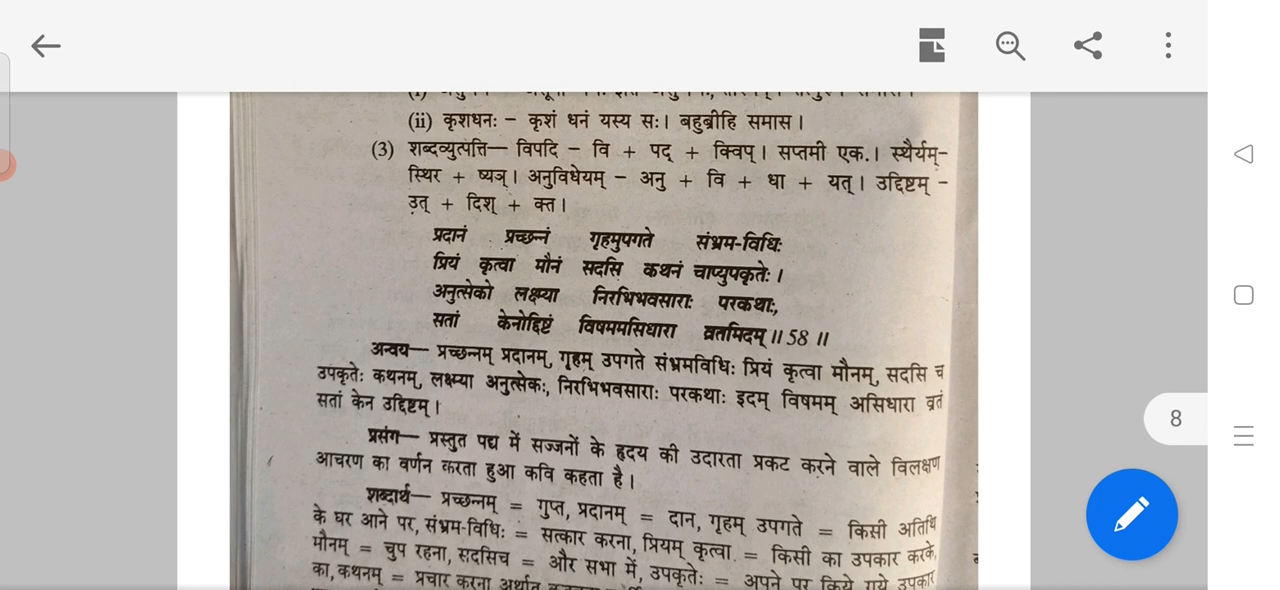 (ii) कृशधनः – कृशं धनं यस्य सः। बहुब्रीहि समास।
(3) शब्दव्युत्पत्ति— विपदि – वि + पद् + क्विप्। सप्तमी एक.। स्थैर्यम्-
स्थिर + ष्यञ्। अनुविधेयम् – अनु + वि + धा + यत्। उद्दिष्टम् –
उत् + दिश् + क्त।
प्रदानं प्रच्छन्नं गृहमुपगते संभ्रम-विधिः
प्रियं कृत्वा मौनं सदसि कथनं चाप्युपकृतेः।
अनुत्सेको लक्ष्म्या निरभिभवसाराः परकथाः,
सतां केनोद्दिष्टं विषममसिधारा व्रतमिदम्॥ 58 ॥
अन्वय— प्रच्छन्नम् प्रदानम्, गृहम् उपगते संभ्रमविधिः प्रियं कृत्वा मौनम्, सदसि च
उपकृतेः कथनम्, लक्ष्म्या अनुत्सेकः, निरभिभवसाराः परकथाः इदम् विषमम् असिधारा व्रतं
सतां केन उद्दिष्टम्।
प्रसंग— प्रस्तुत पद्य में सज्जनों के हृदय की उदारता प्रकट करने वाले विलक्षण
आचरण का वर्णन करता हुआ कवि कहता है।
शब्दार्थ— प्रच्छन्नम् = गुप्त, प्रदानम् = दान, गृहम् उपगते = किसी अतिथि
के घर आने पर, संभ्रम-विधिः = सत्कार करना, प्रियम् कृत्वा = किसी का उपकार करके,
मौनम् = चुप रहना, सदसिच = और सभा में, उपकृतेः = अपने पर किये गये उपकार
का, कथनम् = प्रचार करना अर्थात्
8